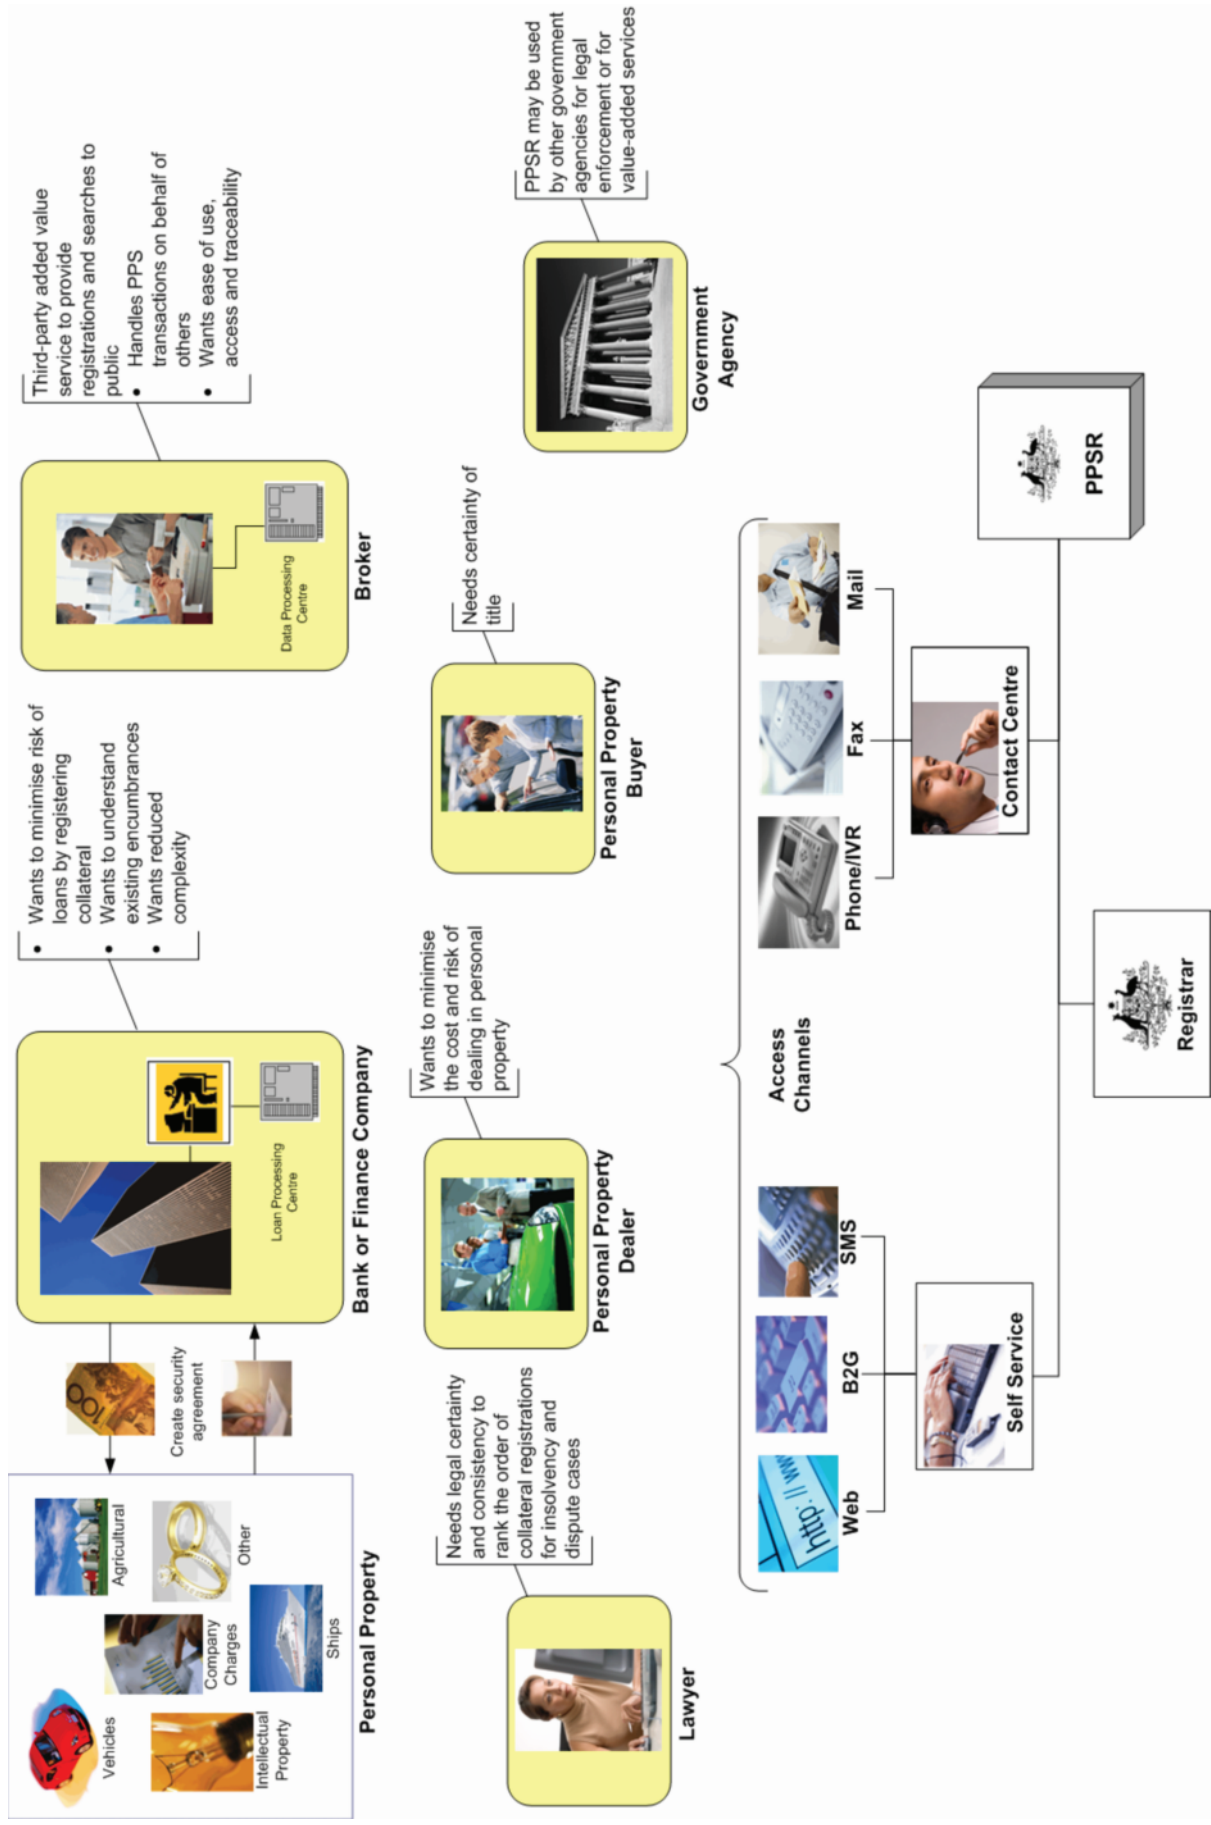 Vehicles
Agricultural
Company
Charges
Intellectual
Property
Other
Ships
Personal Property
100
Create security
agreement
Loan Processing
Centre
Bank or Finance Company
• Wants to minimise risk of
loans by registering
collateral
• Wants to understand
existing encumbrances
• Wants reduced
complexity
Data Processing
Centre
Broker
Third-party added value
service to provide
registrations and searches to
public
• Handles PPS
transactions on behalf of
others
• Wants ease of use,
access and traceability
Lawyer
Needs legal certainty
and consistency to
rank the order of
collateral registrations
for insolvency and
dispute cases
Personal Property
Dealer
Wants to minimise
the cost and risk of
dealing in personal
property
Personal Property
Buyer
Needs certainty of
title
Government
Agency
PPSR may be used
by other government
agencies for legal
enforcement or for
value-added services
Access
Channels
http://www
Web
B2G
SMS
Phone/IVR
Fax
Mail
Self Service
Contact Centre
PPSR
Registrar